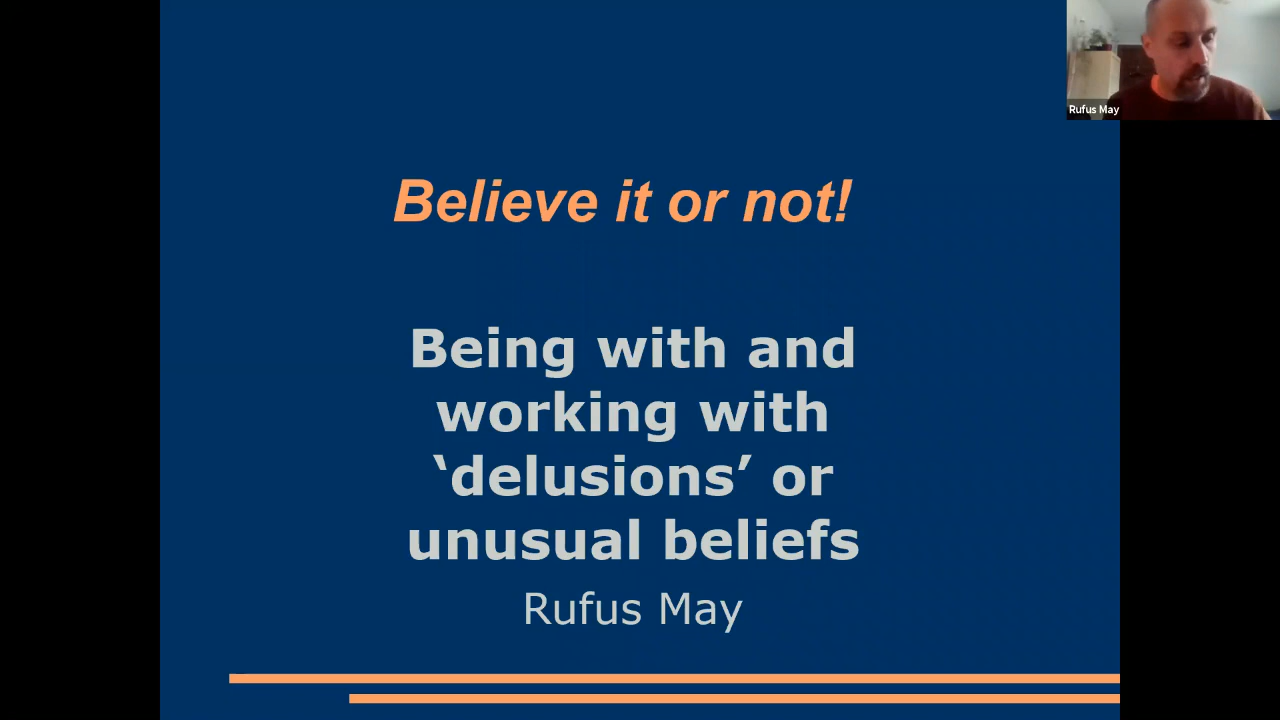 Rufus May
Believe it or not!
Being with and
working with
‘delusions’ or
unusual beliefs
Rufus May